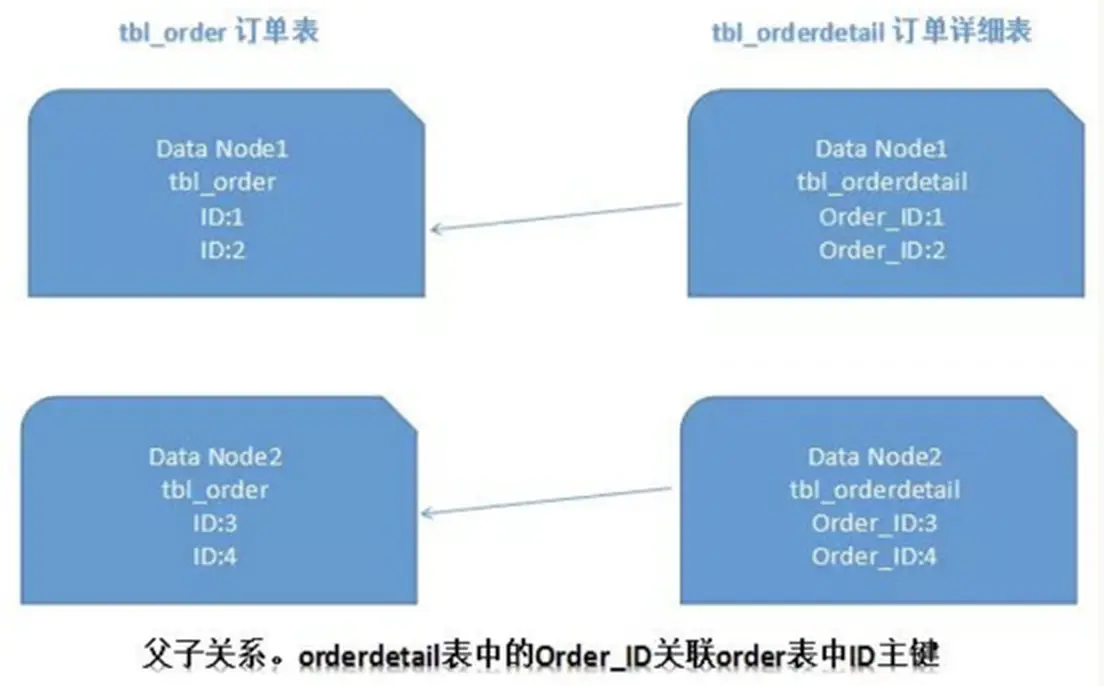 tbl_order 订单表
tbl_orderdetail 订单详细表
Data Node1
tbl_order
ID:1
ID:2
Data Node1
tbl_orderdetail
Order_ID:1
Order_ID:2
Data Node2
tbl_order
ID:3
ID:4
Data Node2
tbl_orderdetail
Order_ID:3
Order_ID:4
父子关系。orderdetail表中的Order_ID关联order表中ID主键